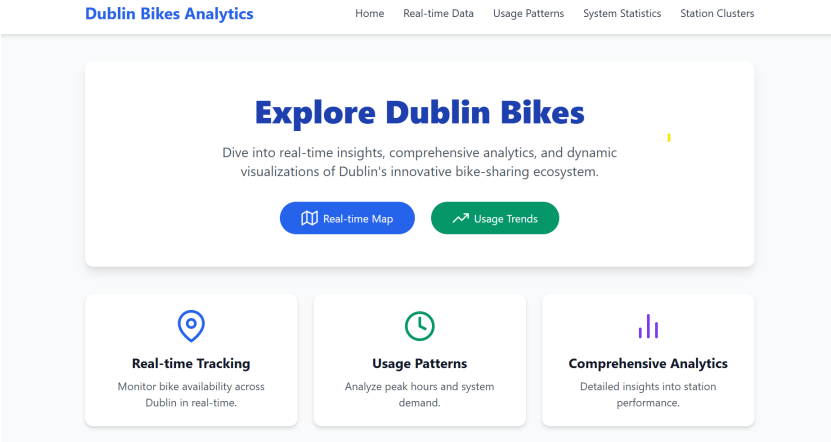 Dublin Bikes Analytics
Home Real-time Data Usage Patterns System Statistics Station Clusters
Explore Dublin Bikes
Dive into real-time insights, comprehensive analytics, and dynamic
visualizations of Dublin's innovative bike-sharing ecosystem.
Real-time Map
Usage Trends
Real-time Tracking
Monitor bike availability across
Dublin in real-time.
Usage Patterns
Analyze peak hours and system
demand.
Comprehensive Analytics
Detailed insights into station
performance.